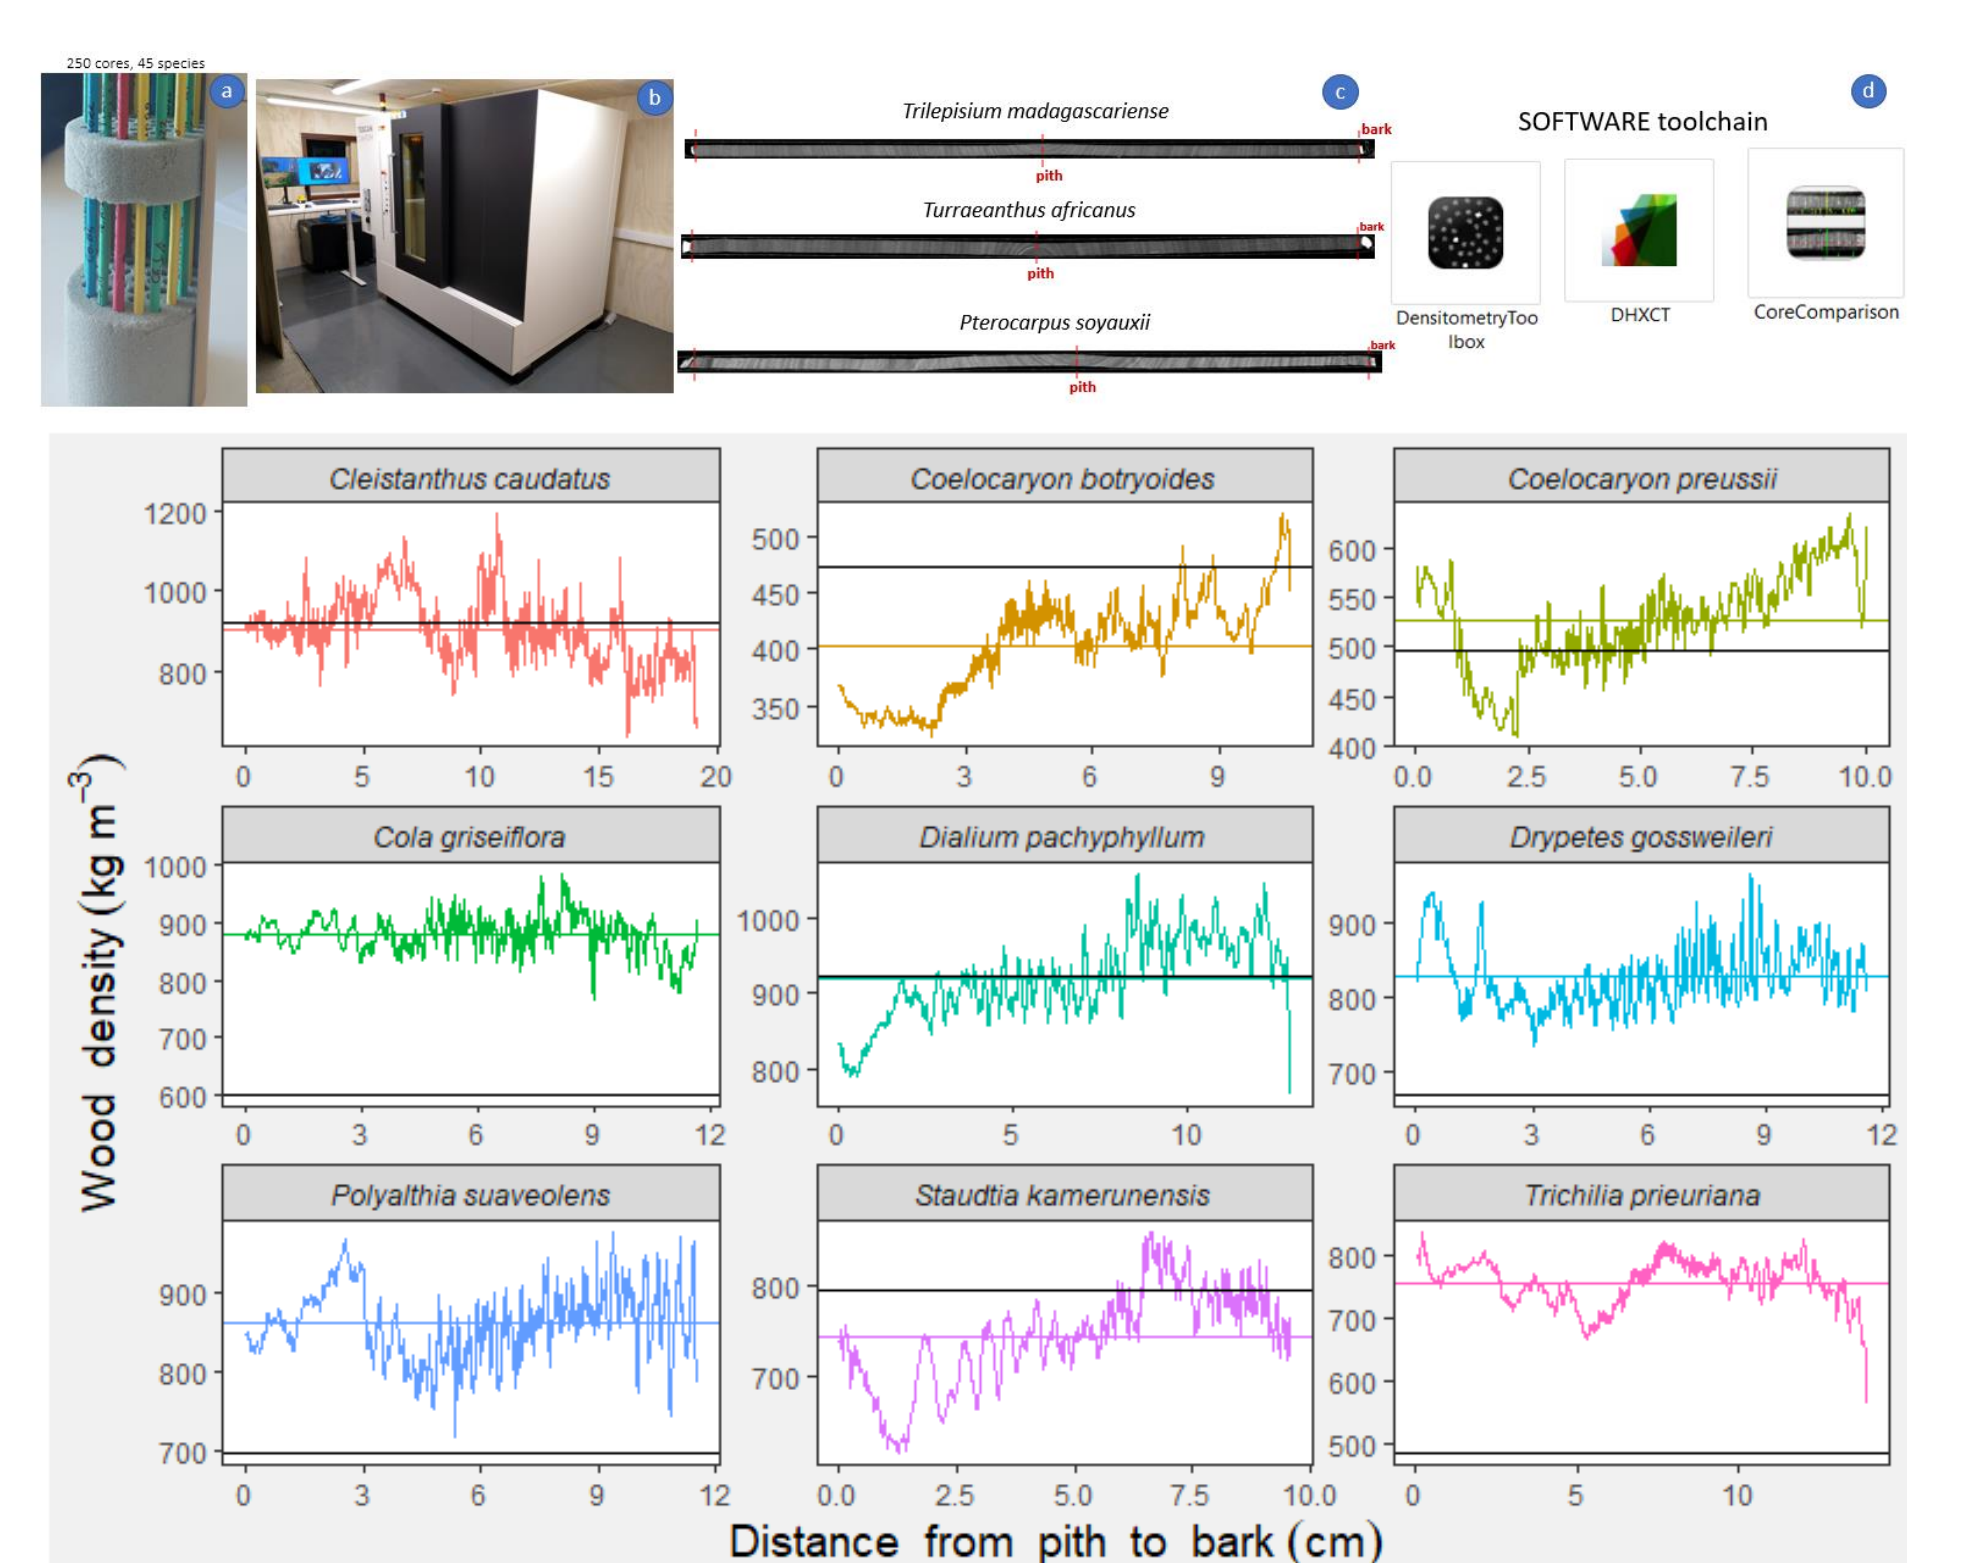 250 cores, 45 species
a
b
c
d
Trilepisium madagascariense
bark
pith
Turraeanthus africanus
bark
pith
Pterocarpus soyauxii
bark
pith
SOFTWARE toolchain
DensitometryToo
lbox
DHXCT
CoreComparison
Wood density (kg m⁻³)
Cleistanthus caudatus
1200
1000
800
0 5 10 15 20
Coelocaryon botryoides
500
450
400
350
0 3 6 9
Coelocaryon preussii
600
550
500
450
400
0.0 2.5 5.0 7.5 10.0
Cola griseiflora
1000
900
800
700
600
0 3 6 9 12
Dialium pachyphyllum
1000
900
800
0 5 10
Drypetes gossweileri
900
800
700
0 3 6 9 12
Polyalthia suaveolens
900
800
700
0 3 6 9 12
Staudtia kamerunensis
800
700
0.0 2.5 5.0 7.5 10.0
Trichilia prieuriana
800
700
600
500
0 5 10
Distance from pith to bark (cm)